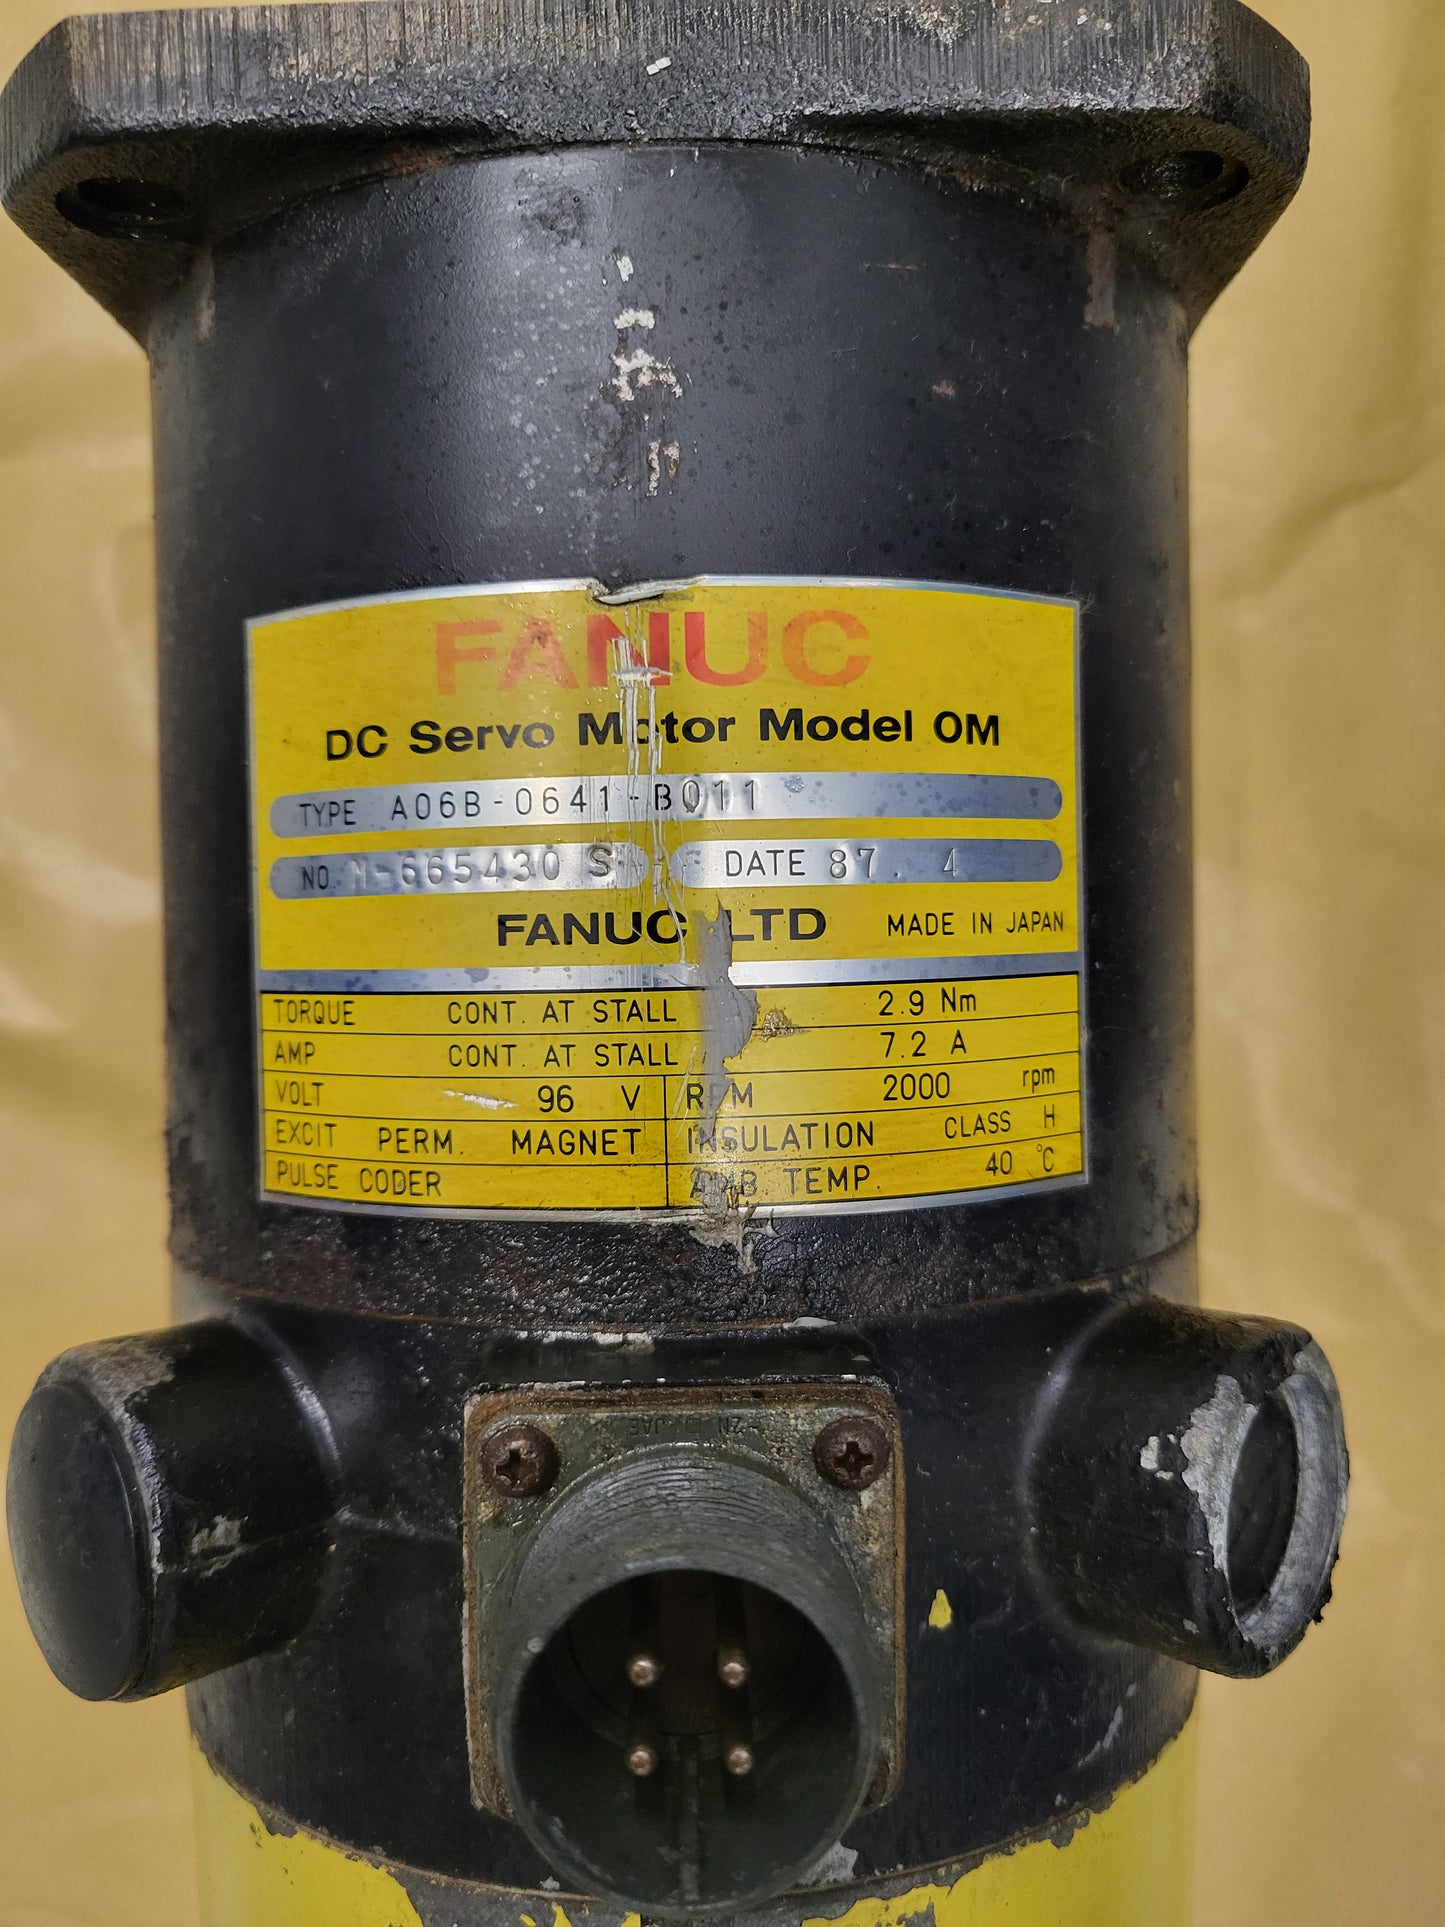 FANUC
DC Servo Motor Model OM
TYPE A06B-0641-B011
NO. M-665430 S DATE 87. 4
FANUC LTD MADE IN JAPAN
TORQUE CONT. AT STALL 2.9 Nm
AMP CONT. AT STALL 7.2 A
VOLT 96 V RPM 2000 rpm
EXCIT PERM. MAGNET INSULATION CLASS H
PULSE CODER AMB TEMP. 40 °C